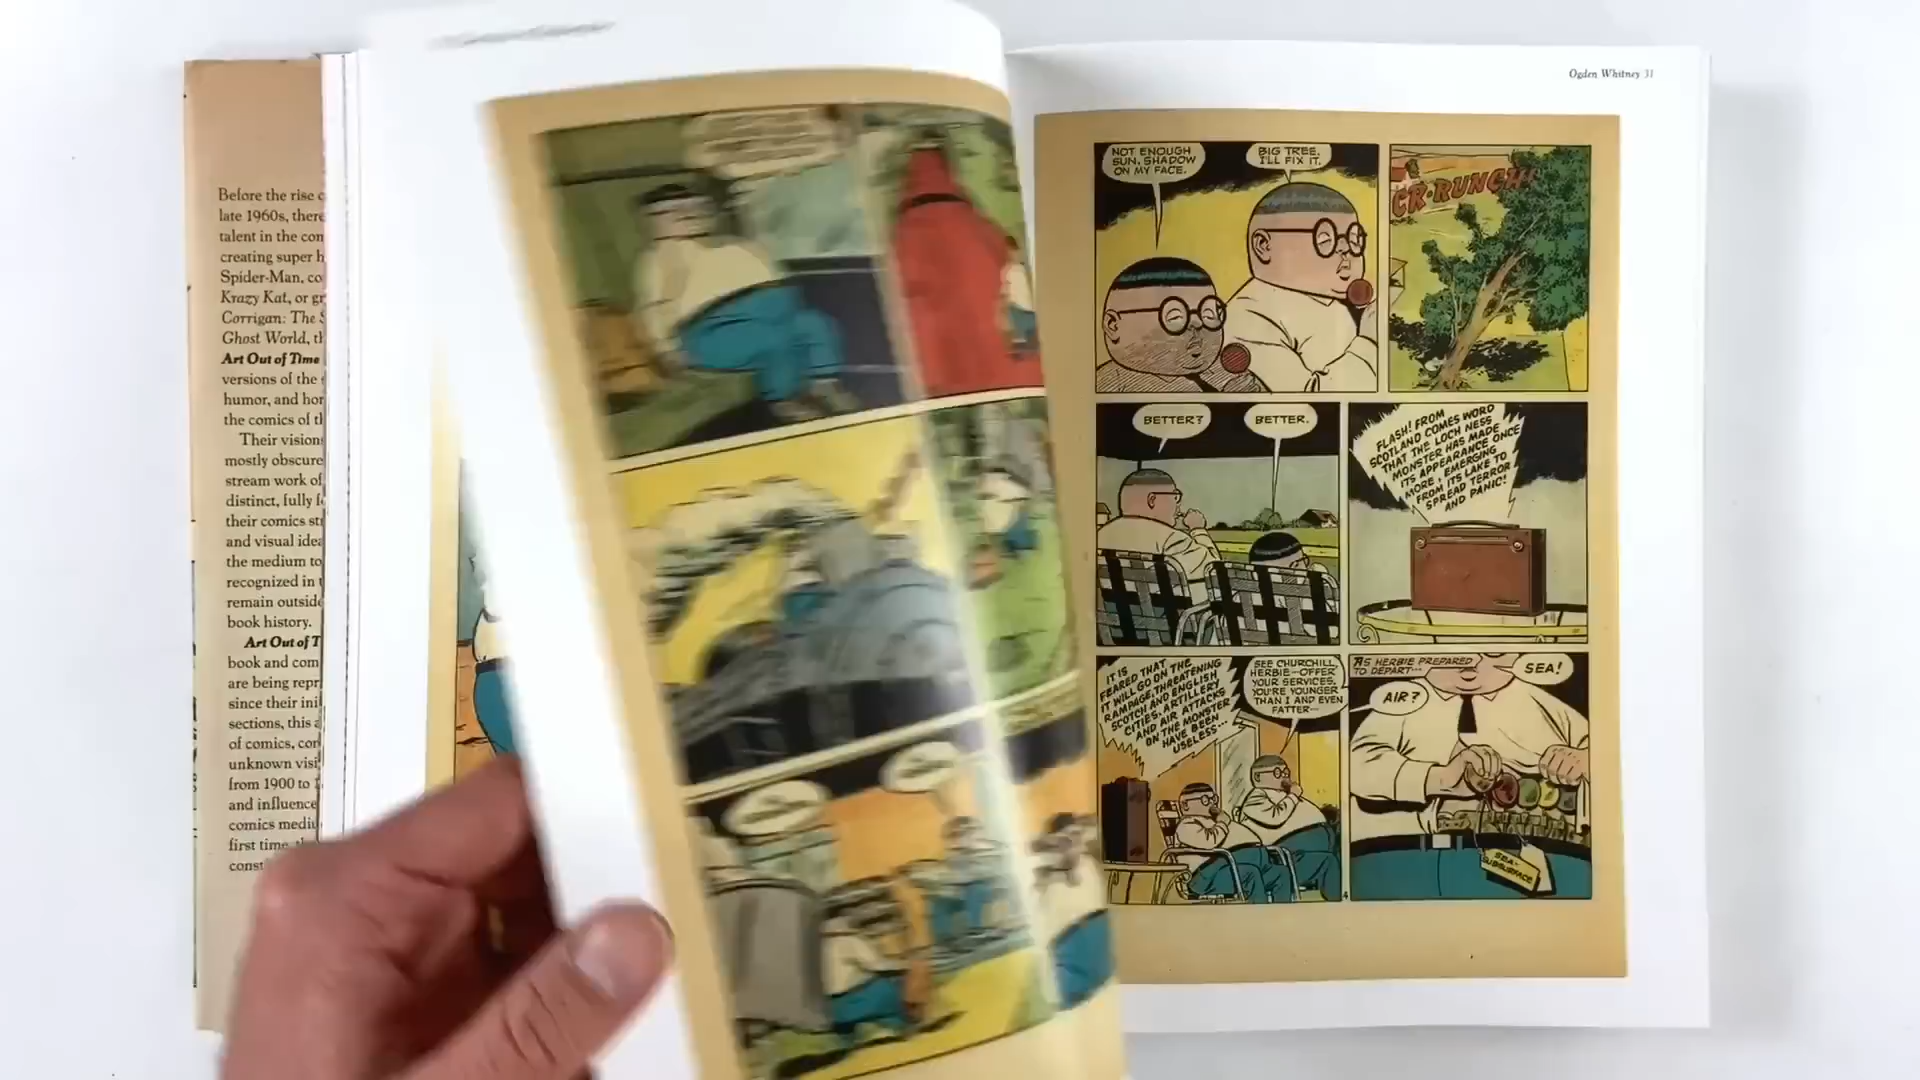 Before the rise
late 1960s, there
talent in the con
creating super h
Spider-Man, co
Krazy Kat, or gr
Corrigan: The S
Ghost World, th
Art Out of Time
versions of the
humor, and hor
the comics of th
Their vision
mostly obscure
stream work of
distinct, fully f
their comics str
and visual idea
the medium to
recognized in
remain outside
book history.
Art Out of T
book and com
are being repr
since their ini
sections, this
of comics, con
unknown visi
from 1900 to
and influence
comics mediu
first time,
const
Ogden Whitney 31
NOT ENOUGH
SUN. SHADOW
ON MY FACE.
BIG TREE.
I'LL FIX IT.
CR-RUNCH!
BETTER?
BETTER.
FLASH! FROM
SCOTLAND COMES WORD
THAT THE LOCH NESS
MONSTER HAS MADE
ITS APPEARANCE ONCE
MORE, EMERGING
FROM ITS LAKE TO
SPREAD TERROR
AND PANIC!
IT IS
FEARED THAT
IT WILL GO ON THE
RAMPAGE, THREATENING
SCOTCH AND ENGLISH
CITIES. ARTILLERY
AND AIR ATTACKS
ON THE MONSTER
HAVE BEEN
USELESS...
SEE CHURCHILL,
HERBIE—OFFER
YOUR SERVICES.
YOU'RE YOUNGER
THAN I AND EVEN
FATTER—
AS HERBIE PREPARED
TO DEPART...
AIR?
SEA!
SEA-
SUBSURFACE
4